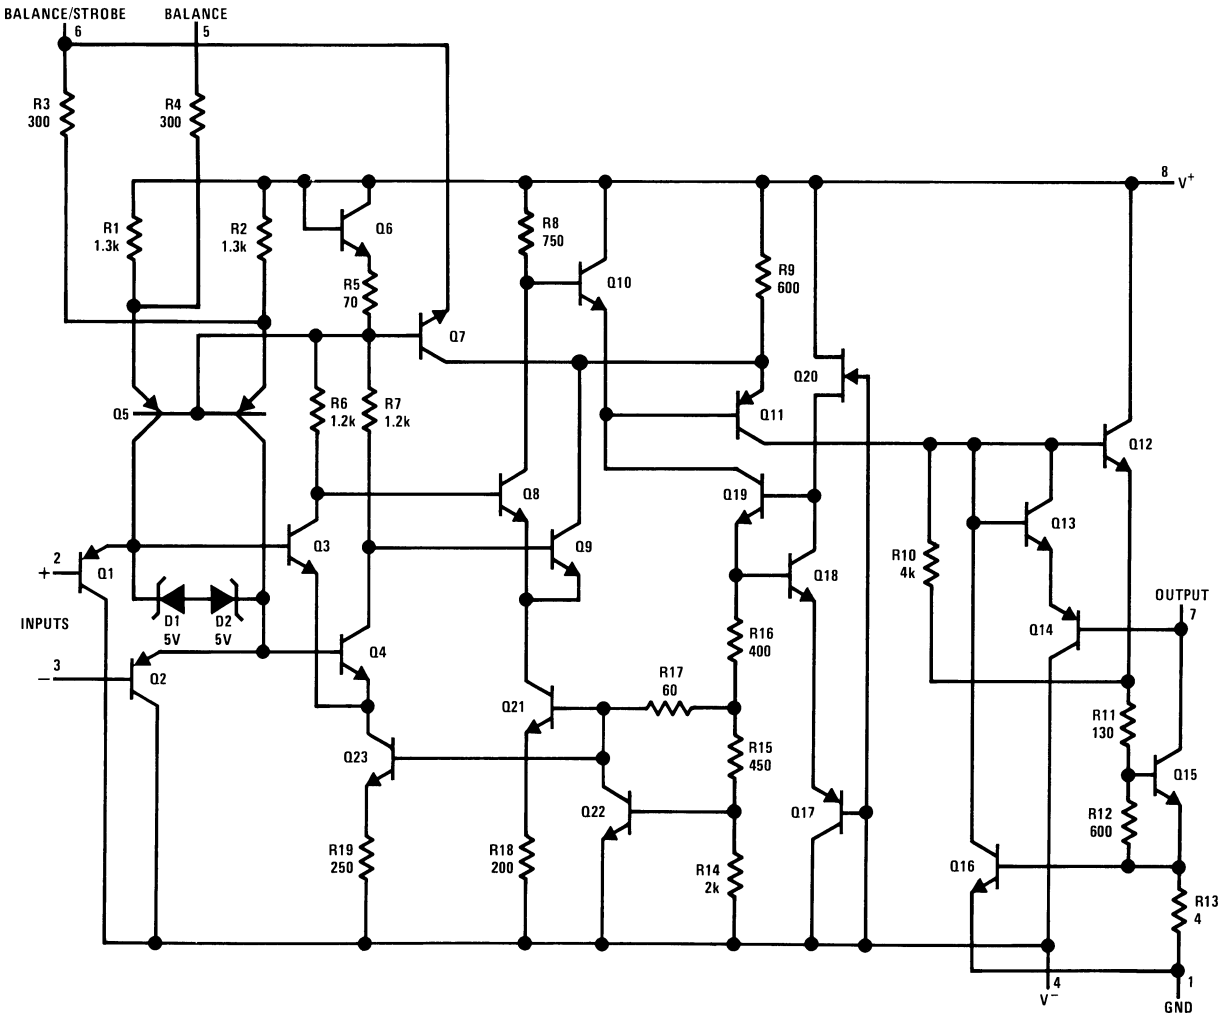 BALANCE/STROBE
6
BALANCE
5
R3
300
R4
300
8
V+
R1
1.3k
R2
1.3k
Q6
R8
750
R5
70
Q10
R9
600
Q7
Q20
Q5
R6
1.2k
R7
1.2k
Q11
Q12
Q8
Q19
Q3
Q9
Q13
R10
4k
2
+
Q1
Q18
D1
5V
D2
5V
INPUTS
OUTPUT
7
R16
400
Q14
3
−
Q2
Q4
R17
60
Q21
R11
130
Q23
R15
450
Q15
Q22
Q17
R12
600
R19
250
R18
200
R14
2k
Q16
R13
4
4
V−
1
GND